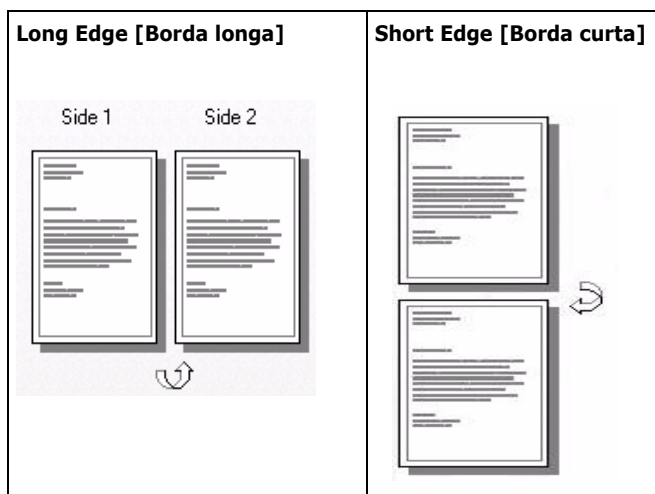 Long Edge [Borda longa]
Short Edge [Borda curta]
Side 1
Side 2